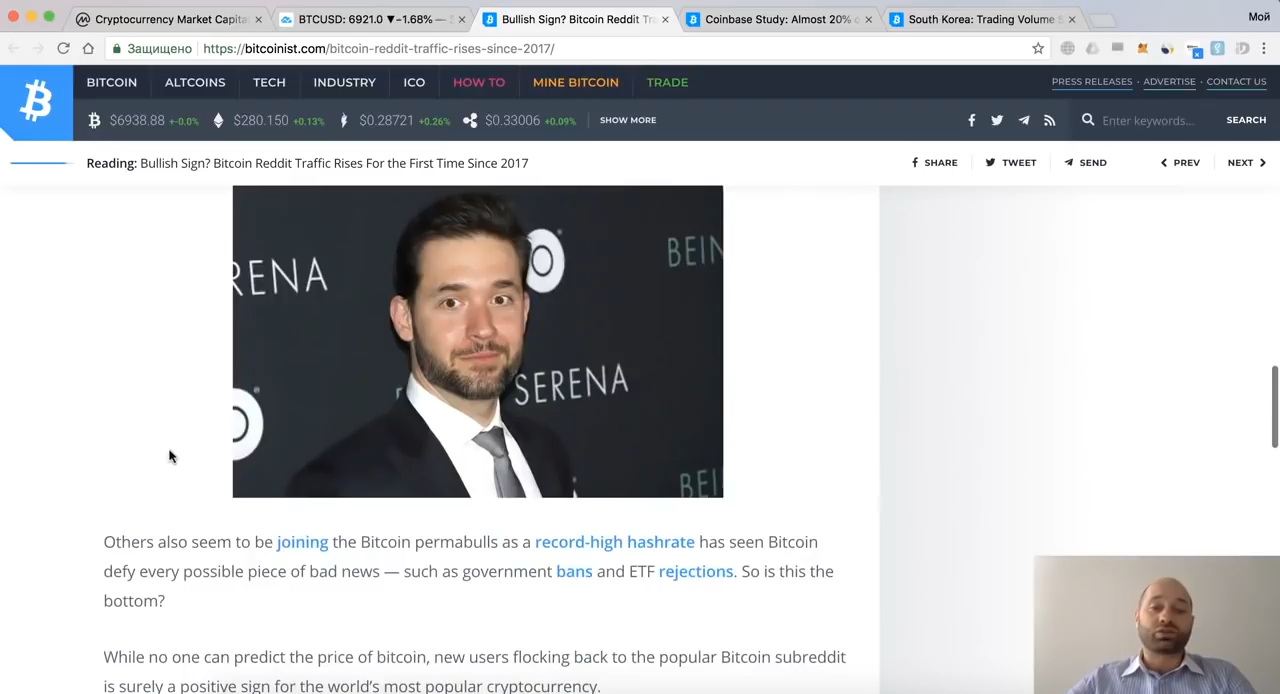 Cryptocurrency Market Capita
BTCUSD: 6921.0 ▼−1.68% —
Bullish Sign? Bitcoin Reddit Tr
Coinbase Study: Almost 20% o
South Korea: Trading Volume S
Мой
Защищено
https://bitcoinist.com/bitcoin-reddit-traffic-rises-since-2017/
BITCOIN ALTCOINS TECH INDUSTRY ICO HOW TO MINE BITCOIN TRADE
PRESS RELEASES · ADVERTISE · CONTACT US
$6938.88 +-0.0% $280.150 +0.13% $0.28721 +0.26% $0.33006 +0.09% SHOW MORE
Enter keywords... SEARCH
Reading: Bullish Sign? Bitcoin Reddit Traffic Rises For the First Time Since 2017
SHARE TWEET SEND PREV NEXT
RENA
BEIN
SERENA
BEI
Others also seem to be joining the Bitcoin permabulls as a record-high hashrate has seen Bitcoin
defy every possible piece of bad news — such as government bans and ETF rejections. So is this the
bottom?
While no one can predict the price of bitcoin, new users flocking back to the popular Bitcoin subreddit
is surely a positive sign for the world's most popular cryptocurrency.